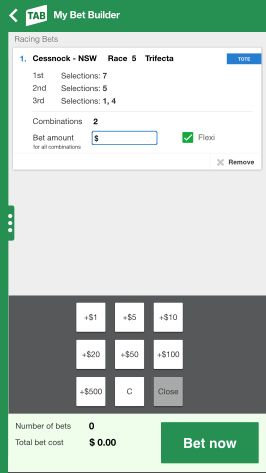 TAB My Bet Builder
Racing Bets
1. Cessnock - NSW Race 5 Trifecta TOTE
1st Selections: 7
2nd Selections: 5
3rd Selections: 1, 4
Combinations 2
Bet amount $ Flexi
for all combinations
Remove
+$1 +$5 +$10
+$20 +$50 +$100
+$500 C Close
Number of bets 0
Total bet cost $ 0.00
Bet now